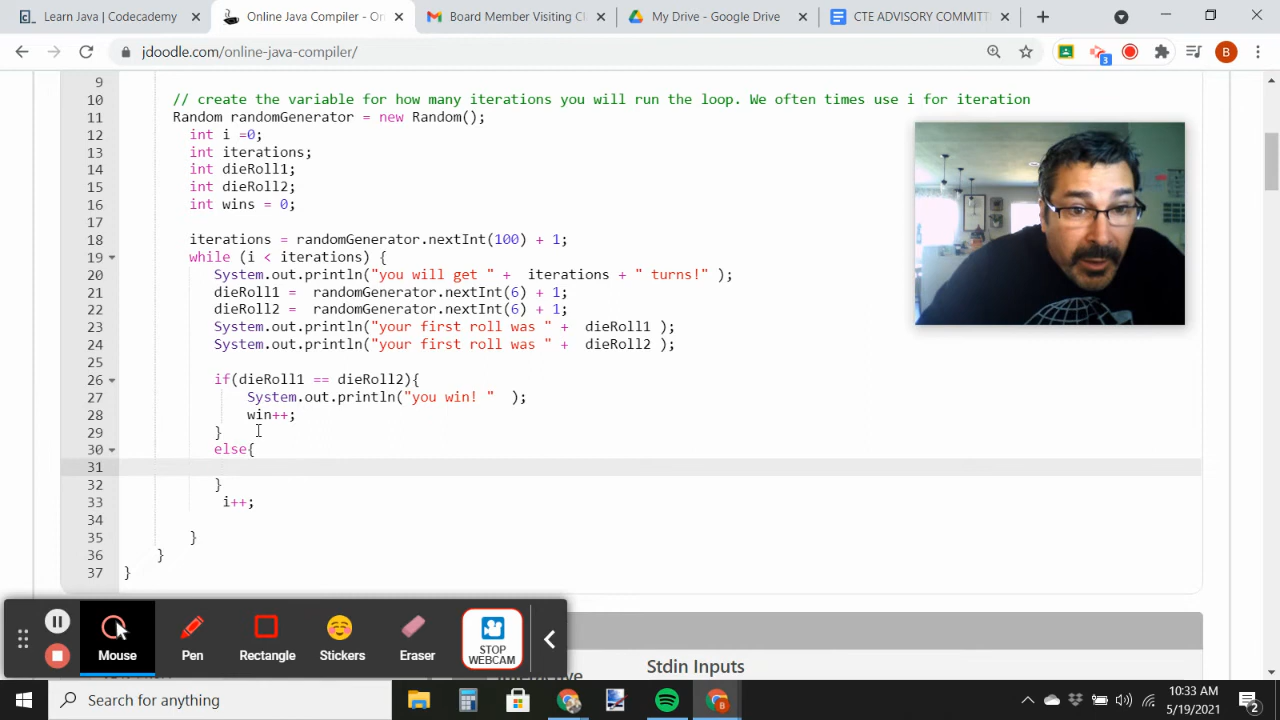 Learn Java | Codecademy
Online Java Compiler - On
Board Member Visiting C
My Drive - Google Drive
CTE ADVISORY COMMITT
jdoodle.com/online-java-compiler/
3
B
9
10 // create the variable for how many iterations you will run the loop. We often times use i for iteration
11 Random randomGenerator = new Random();
12 int i =0;
13 int iterations;
14 int dieRoll1;
15 int dieRoll2;
16 int wins = 0;
17
18 iterations = randomGenerator.nextInt(100) + 1;
19 while (i < iterations) {
20 System.out.println("you will get " + iterations + " turns!" );
21 dieRoll1 = randomGenerator.nextInt(6) + 1;
22 dieRoll2 = randomGenerator.nextInt(6) + 1;
23 System.out.println("your first roll was " + dieRoll1 );
24 System.out.println("your first roll was " + dieRoll2 );
25
26 if(dieRoll1 == dieRoll2){
27 System.out.println("you win! " );
28 win++;
29 }
30 else{
31
32 }
33 i++;
34
35 }
36 }
37 }
Mouse
Pen
Rectangle
Stickers
Eraser
STOP
WEBCAM
Stdin Inputs
Search for anything
B
10:33 AM
5/19/2021
2